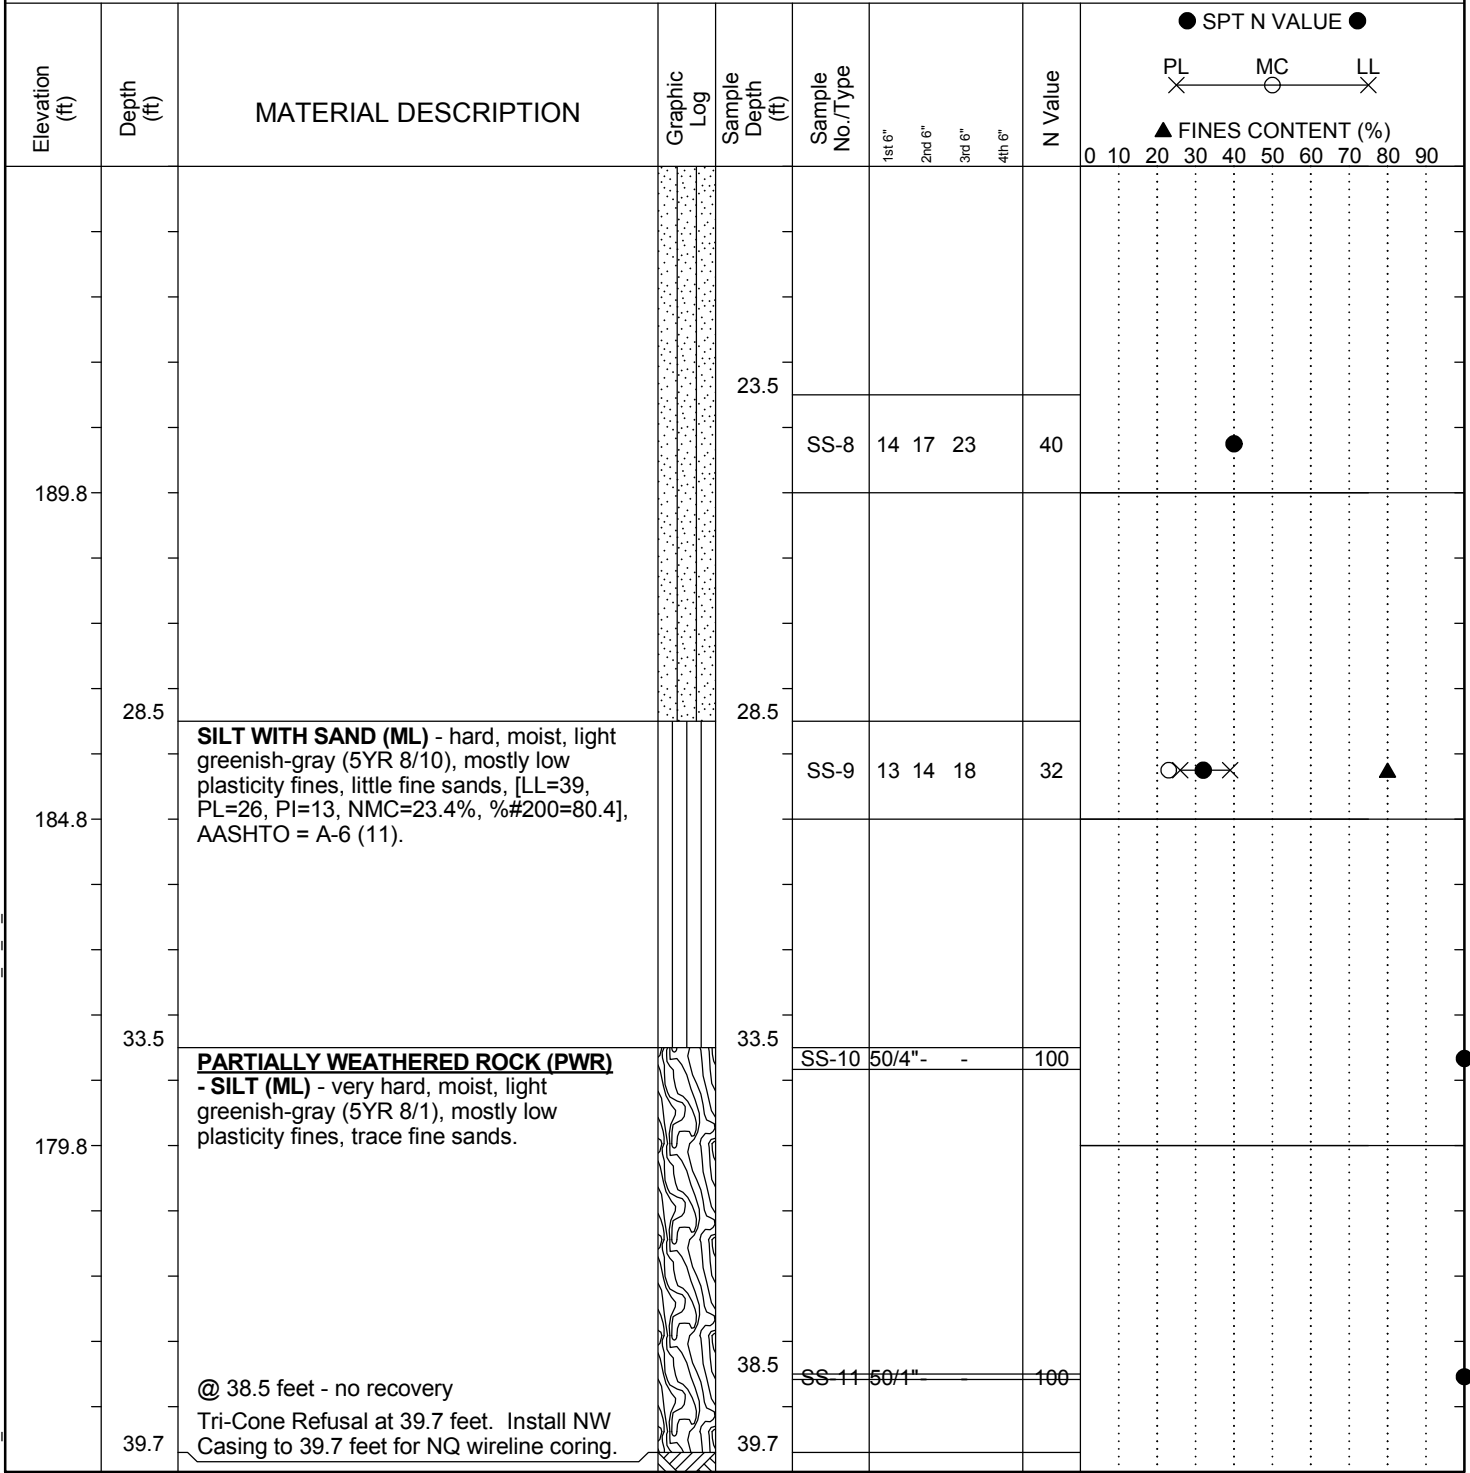 ● SPT N VALUE ●
PL MC LL
▲ FINES CONTENT (%)
0 10 20 30 40 50 60 70 80 90
Elevation (ft)
Depth (ft)
MATERIAL DESCRIPTION
Graphic Log
Sample Depth (ft)
Sample No./Type
1st 6"
2nd 6"
3rd 6"
4th 6"
N Value
23.5
SS-8 14 17 23 40
189.8
28.5 28.5
SILT WITH SAND (ML) - hard, moist, light
greenish-gray (5YR 8/10), mostly low
plasticity fines, little fine sands, [LL=39,
PL=26, PI=13, NMC=23.4%, %#200=80.4],
AASHTO = A-6 (11).
SS-9 13 14 18 32
184.8
33.5 33.5
PARTIALLY WEATHERED ROCK (PWR)
- SILT (ML) - very hard, moist, light
greenish-gray (5YR 8/1), mostly low
plasticity fines, trace fine sands.
SS-10 50/4" - - 100
179.8
38.5
@ 38.5 feet - no recovery
SS-11 50/1" - - 100
Tri-Cone Refusal at 39.7 feet. Install NW
Casing to 39.7 feet for NQ wireline coring.
39.7 39.7